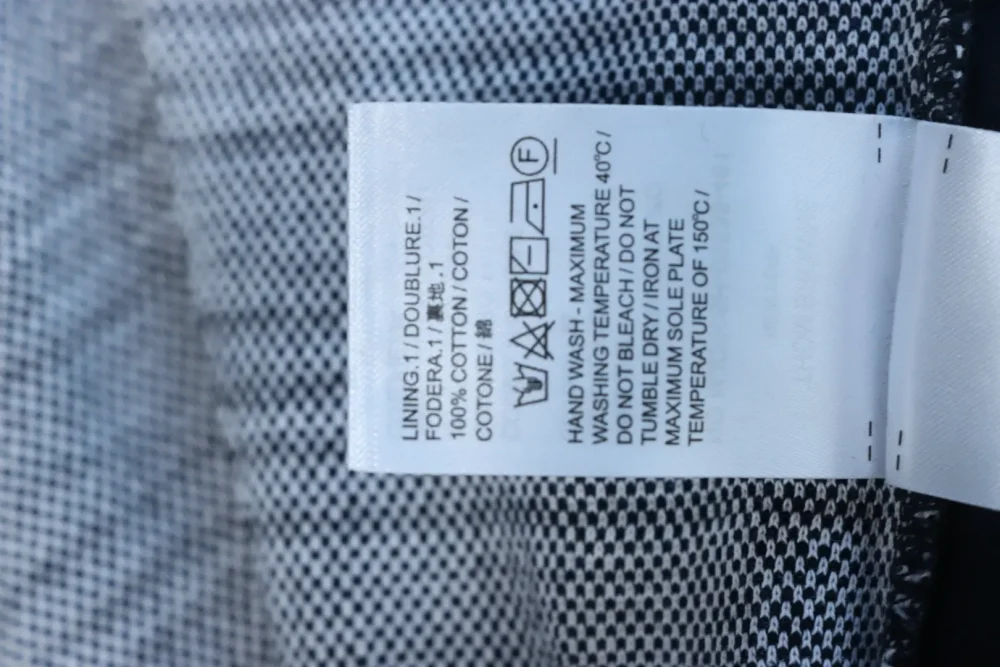 LINING.1 / DOUBLURE.1 /
FODERA.1 / 裏地 .1
100% COTTON / COTON /
COTONE / 綿
F
HAND WASH - MAXIMUM
WASHING TEMPERATURE 40℃ /
DO NOT BLEACH / DO NOT
TUMBLE DRY / IRON AT
MAXIMUM SOLE PLATE
TEMPERATURE OF 150℃ /